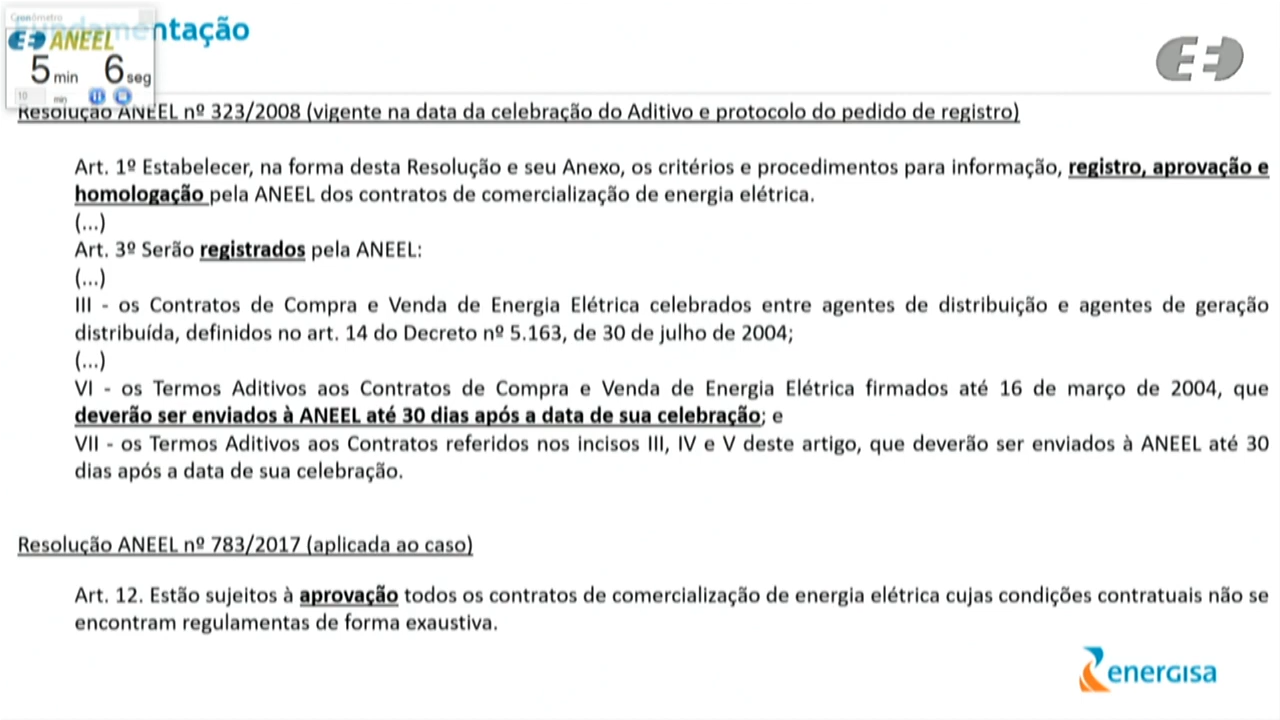 Cronômetro
Fundamentação
ANEEL
5 min 6 seg
10 min
Resolução ANEEL nº 323/2008 (vigente na data da celebração do Aditivo e protocolo do pedido de registro)
Art. 1º Estabelecer, na forma desta Resolução e seu Anexo, os critérios e procedimentos para informação, registro, aprovação e
homologação pela ANEEL dos contratos de comercialização de energia elétrica.
(...)
Art. 3º Serão registrados pela ANEEL:
(...)
III - os Contratos de Compra e Venda de Energia Elétrica celebrados entre agentes de distribuição e agentes de geração
distribuída, definidos no art. 14 do Decreto nº 5.163, de 30 de julho de 2004;
(...)
VI - os Termos Aditivos aos Contratos de Compra e Venda de Energia Elétrica firmados até 16 de março de 2004, que
deverão ser enviados à ANEEL até 30 dias após a data de sua celebração; e
VII - os Termos Aditivos aos Contratos referidos nos incisos III, IV e V deste artigo, que deverão ser enviados à ANEEL até 30
dias após a data de sua celebração.
Resolução ANEEL nº 783/2017 (aplicada ao caso)
Art. 12. Estão sujeitos à aprovação todos os contratos de comercialização de energia elétrica cujas condições contratuais não se
encontram regulamentas de forma exaustiva.
energisa